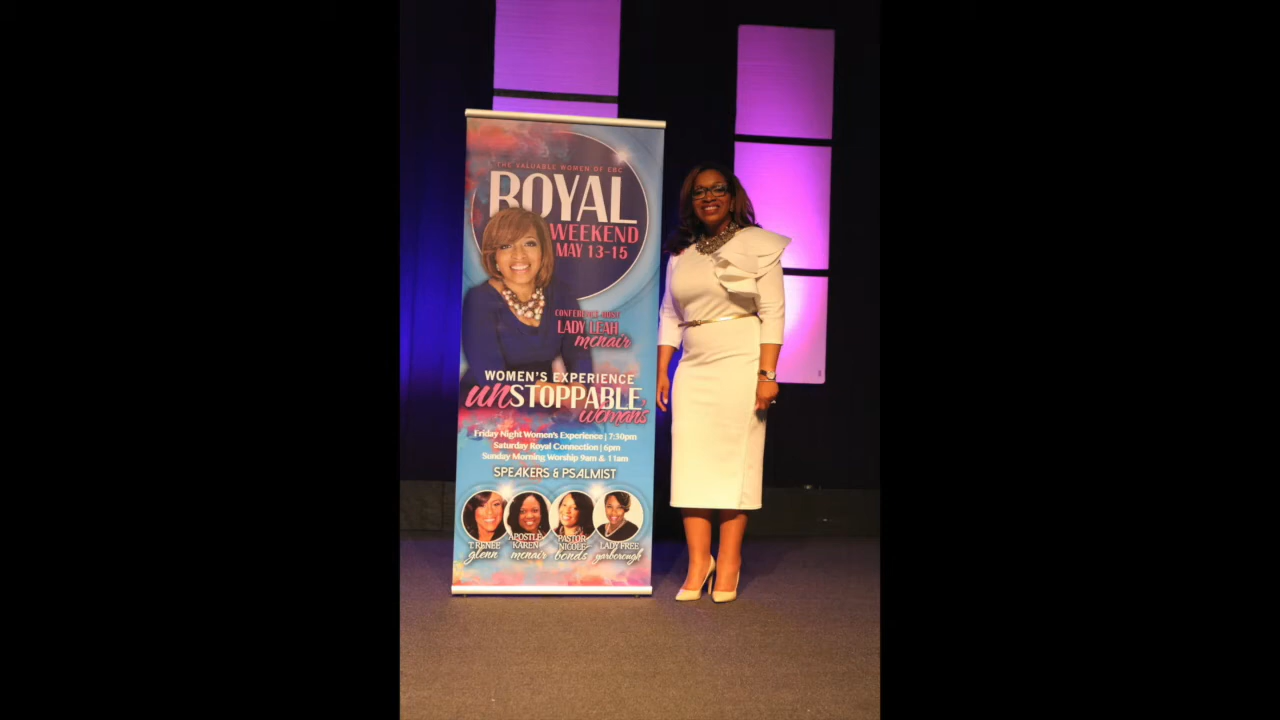 THE VALUABLE WOMEN OF EBC
ROYAL
WEEKEND
MAY 13-15
CONFERENCE HOST
LADY LEAH
mcnair
WOMEN'S EXPERIENCE
unSTOPPABLE
womans
Friday Night Women's Experience | 7:30pm
Saturday Royal Connection | 6pm
Sunday Morning Worship 9am & 11am
SPEAKERS & PSALMIST
T. RENEE glenn
APOSTLE KAREN mcnair
PASTOR NICOLE bonds
LADY FREE yarborough